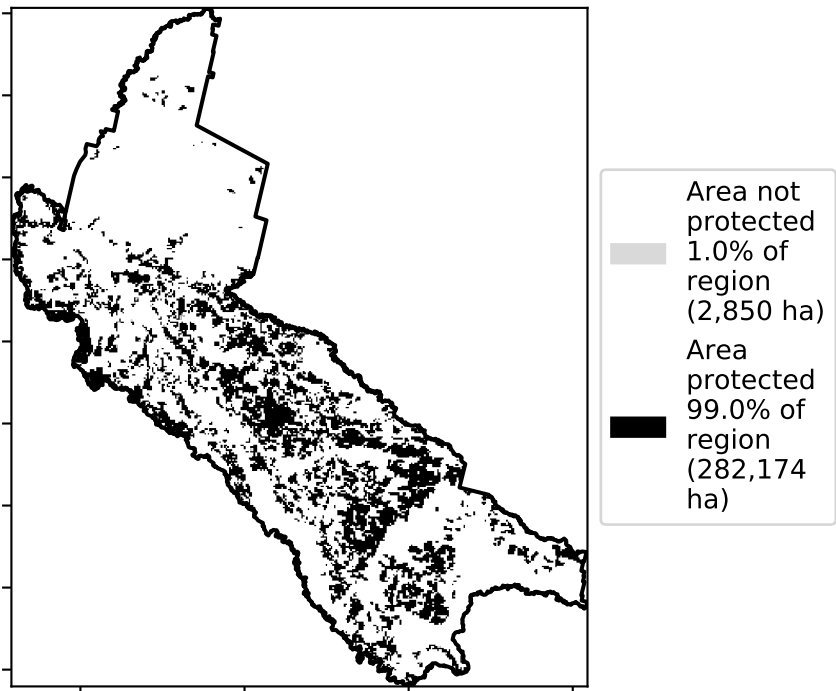 Area not
protected
1.0% of
region
(2,850 ha)
Area
protected
99.0% of
region
(282,174
ha)